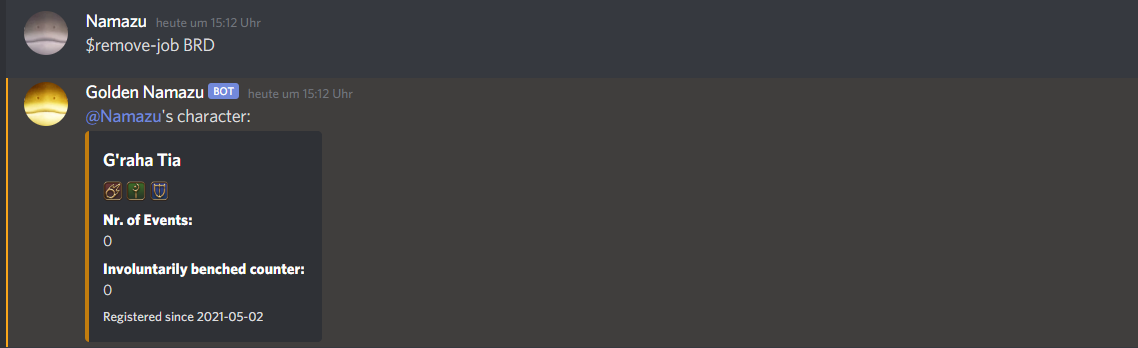 Namazu heute um 15:12 Uhr
$remove-job BRD
Golden Namazu BOT heute um 15:12 Uhr
@Namazu's character:
G'raha Tia
Nr. of Events:
0
Involuntarily benched counter:
0
Registered since 2021-05-02